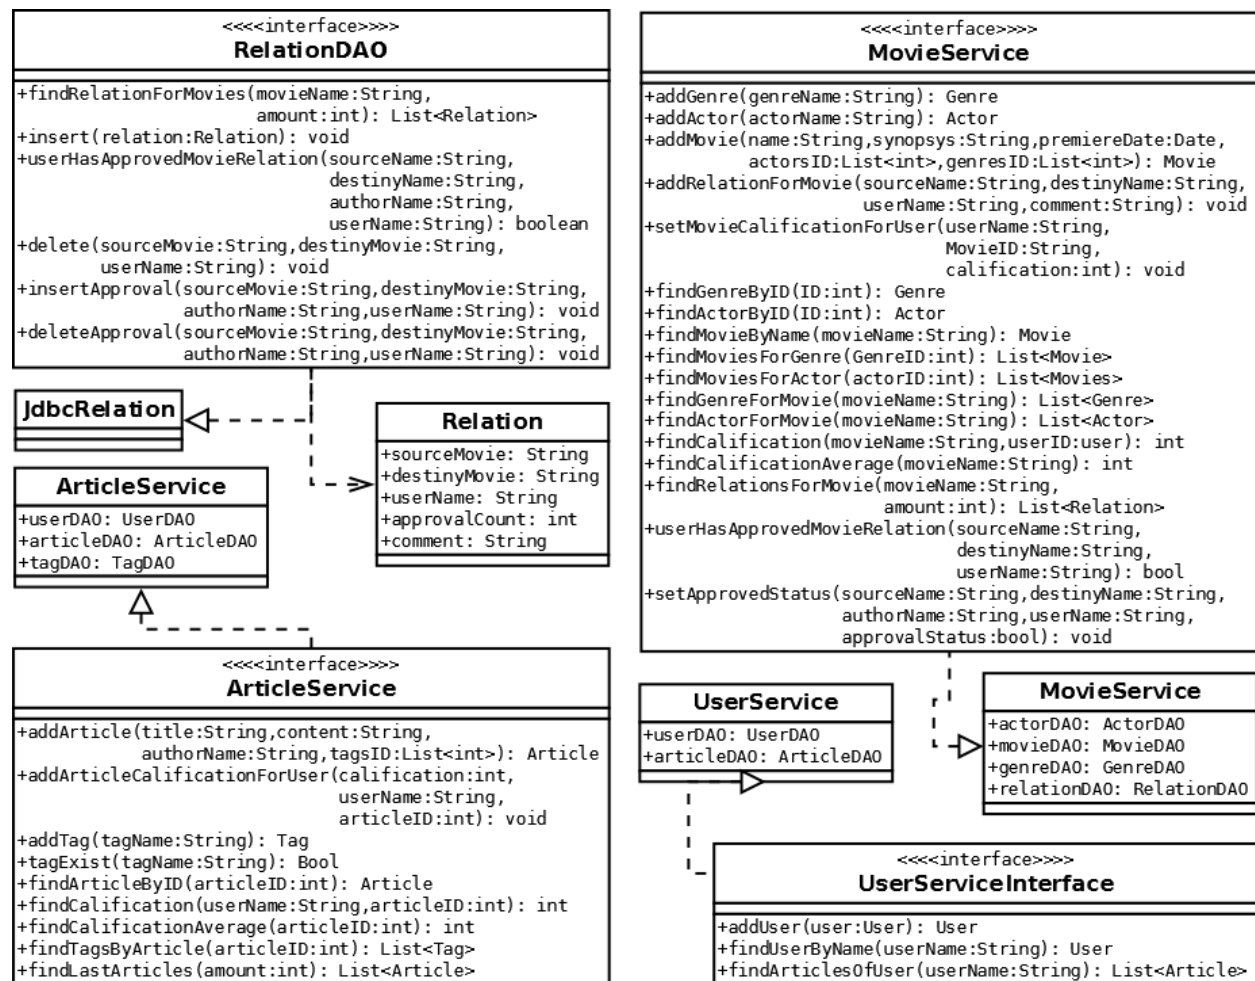 <<<<interface>>>>
RelationDAO
+findRelationForMovies(movieName:String,
amount:int): List<Relation>
+insert(relation:Relation): void
+userHasApprovedMovieRelation(sourceName:String,
destinyName:String,
authorName:String,
userName:String): boolean
+delete(sourceMovie:String,destinyMovie:String,
userName:String): void
+insertApproval(sourceMovie:String,destinyMovie:String,
authorName:String,userName:String): void
+deleteApproval(sourceMovie:String,destinyMovie:String,
authorName:String,userName:String): void
JdbcRelation
Relation
+sourceMovie: String
+destinyMovie: String
+userName: String
+approvalCount: int
+comment: String
ArticleService
+userDAO: UserDAO
+articleDAO: ArticleDAO
+tagDAO: TagDAO
<<<<interface>>>>
ArticleService
+addArticle(title:String,content:String,
authorName:String,tagsID:List<int>): Article
+addArticleCalificationForUser(calification:int,
userName:String,
articleID:int): void
+addTag(tagName:String): Tag
+tagExist(tagName:String): Bool
+findArticleByID(articleID:int): Article
+findCalification(userName:String,articleID:int): int
+findCalificationAverage(articleID:int): int
+findTagsByArticle(articleID:int): List<Tag>
+findLastArticles(amount:int): List<Article>
<<<<interface>>>>
MovieService
+addGenre(genreName:String): Genre
+addActor(actorName:String): Actor
+addMovie(name:String,synopsys:String,premiereDate:Date,
actorsID:List<int>,genresID:List<int>): Movie
+addRelationForMovie(sourceName:String,destinyName:String,
userName:String,comment:String): void
+setMovieCalificationForUser(userName:String,
MovieID:String,
calification:int): void
+findGenreByID(ID:int): Genre
+findActorByID(ID:int): Actor
+findMovieByName(movieName:String): Movie
+findMoviesForGenre(GenreID:int): List<Movie>
+findMoviesForActor(actorID:int): List<Movies>
+findGenreForMovie(movieName:String): List<Genre>
+findActorForMovie(movieName:String): List<Actor>
+findCalification(movieName:String,userID:user): int
+findCalificationAverage(movieName:String): int
+findRelationsForMovie(movieName:String,
amount:int): List<Relation>
+userHasApprovedMovieRelation(sourceName:String,
destinyName:String,
userName:String): bool
+setApprovedStatus(sourceName:String,destinyName:String,
authorName:String,userName:String,
approvalStatus:bool): void
UserService
+userDAO: UserDAO
+articleDAO: ArticleDAO
MovieService
+actorDAO: ActorDAO
+movieDAO: MovieDAO
+genreDAO: GenreDAO
+relationDAO: RelationDAO
<<<<interface>>>>
UserServiceInterface
+addUser(user:User): User
+findUserByName(userName:String): User
+findArticlesOfUser(userName:String): List<Article>